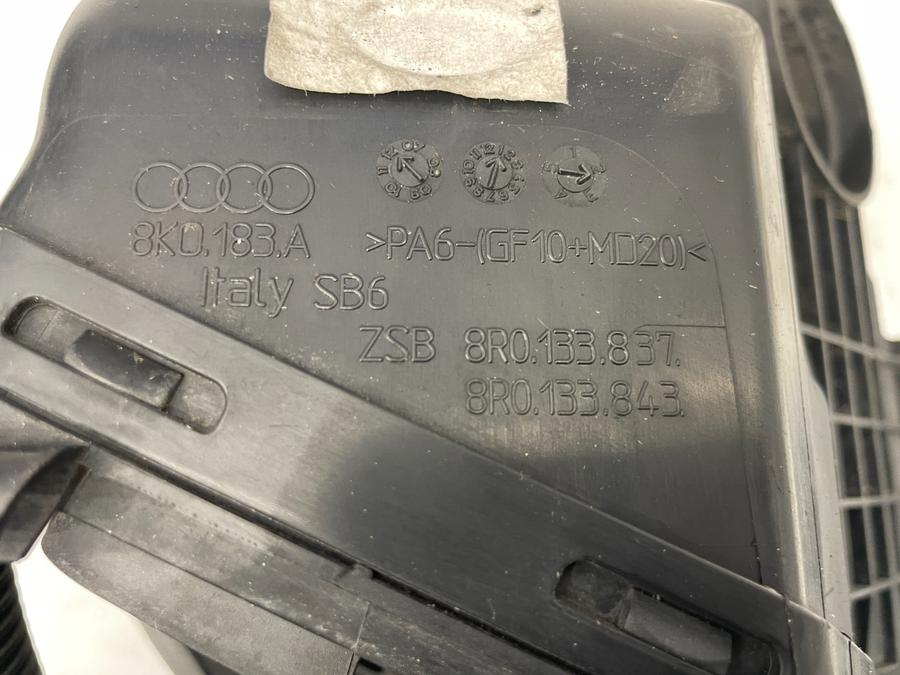 8K0.183.A >PA6-(GF10+MD20)<
Italy SB6
ZSB 8R0.133.837.
8R0.133.843.